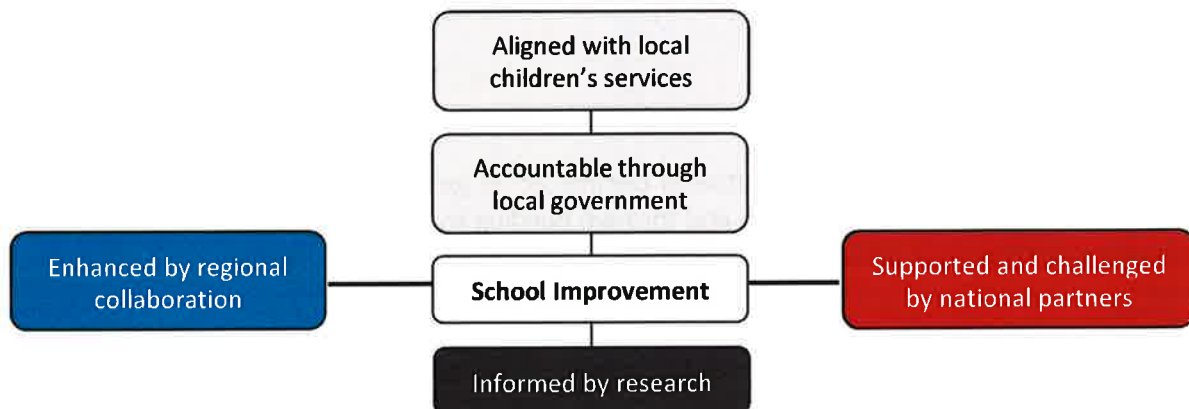 Aligned with local
children's services
Accountable through
local government
Enhanced by regional
collaboration
School Improvement
Supported and challenged
by national partners
Informed by research